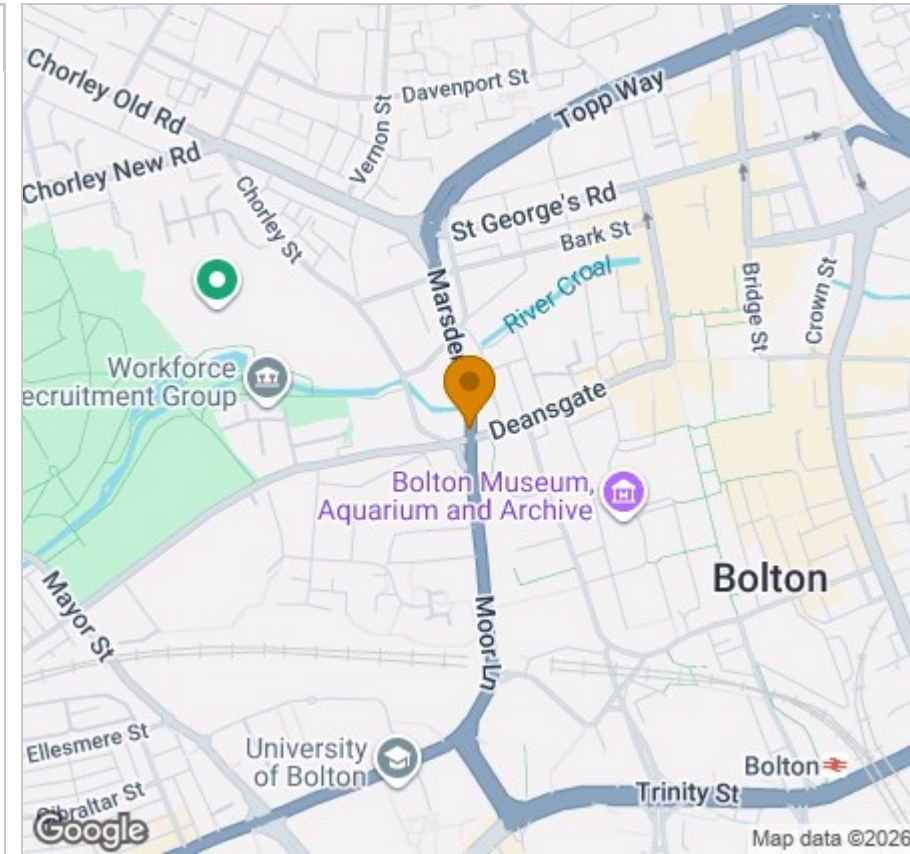 Chorley Old Rd
Davenport St
Topp Way
Vernon St
Chorley New Rd
Chorley St
St George's Rd
Bark St
River Croal
Marsde
Bridge St
Crown St
Workforce
ecruitment Group
Deansgate
Bolton Museum,
Aquarium and Archive
Bolton
Mayor St
Moor Ln
Ellesmere St
University
of Bolton
Bolton
Trinity St
Gibraltar St
Google
Map data ©2026